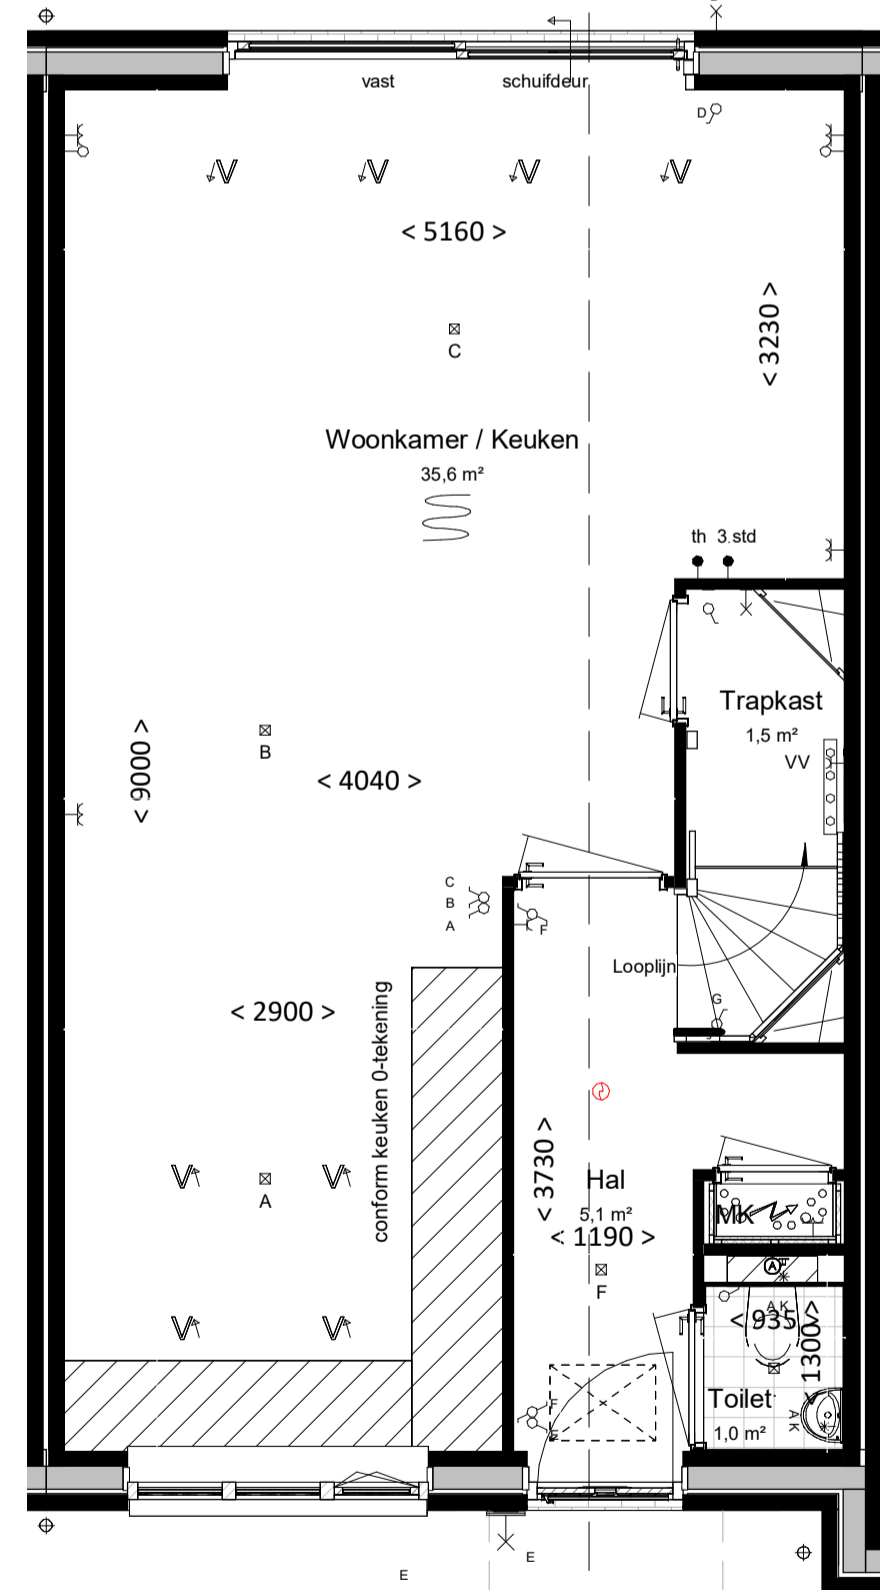 vast
schuifdeur
D
V V V V
< 5160 >
< 3230 >
C
Woonkamer / Keuken
35,6 m²
th 3.std
Trapkast
1,5 m²
VV
B
< 9000 >
< 4040 >
C
B
A
F
Looplijn
G
< 2900 >
conform keuken 0-tekening
V V
A
< 3730 >
Hal
5,1 m²
< 1190 >
F
MK
A
A K
< 935 >
< 1300 >
Toilet
1,0 m²
A K
V V
F
E
E
E